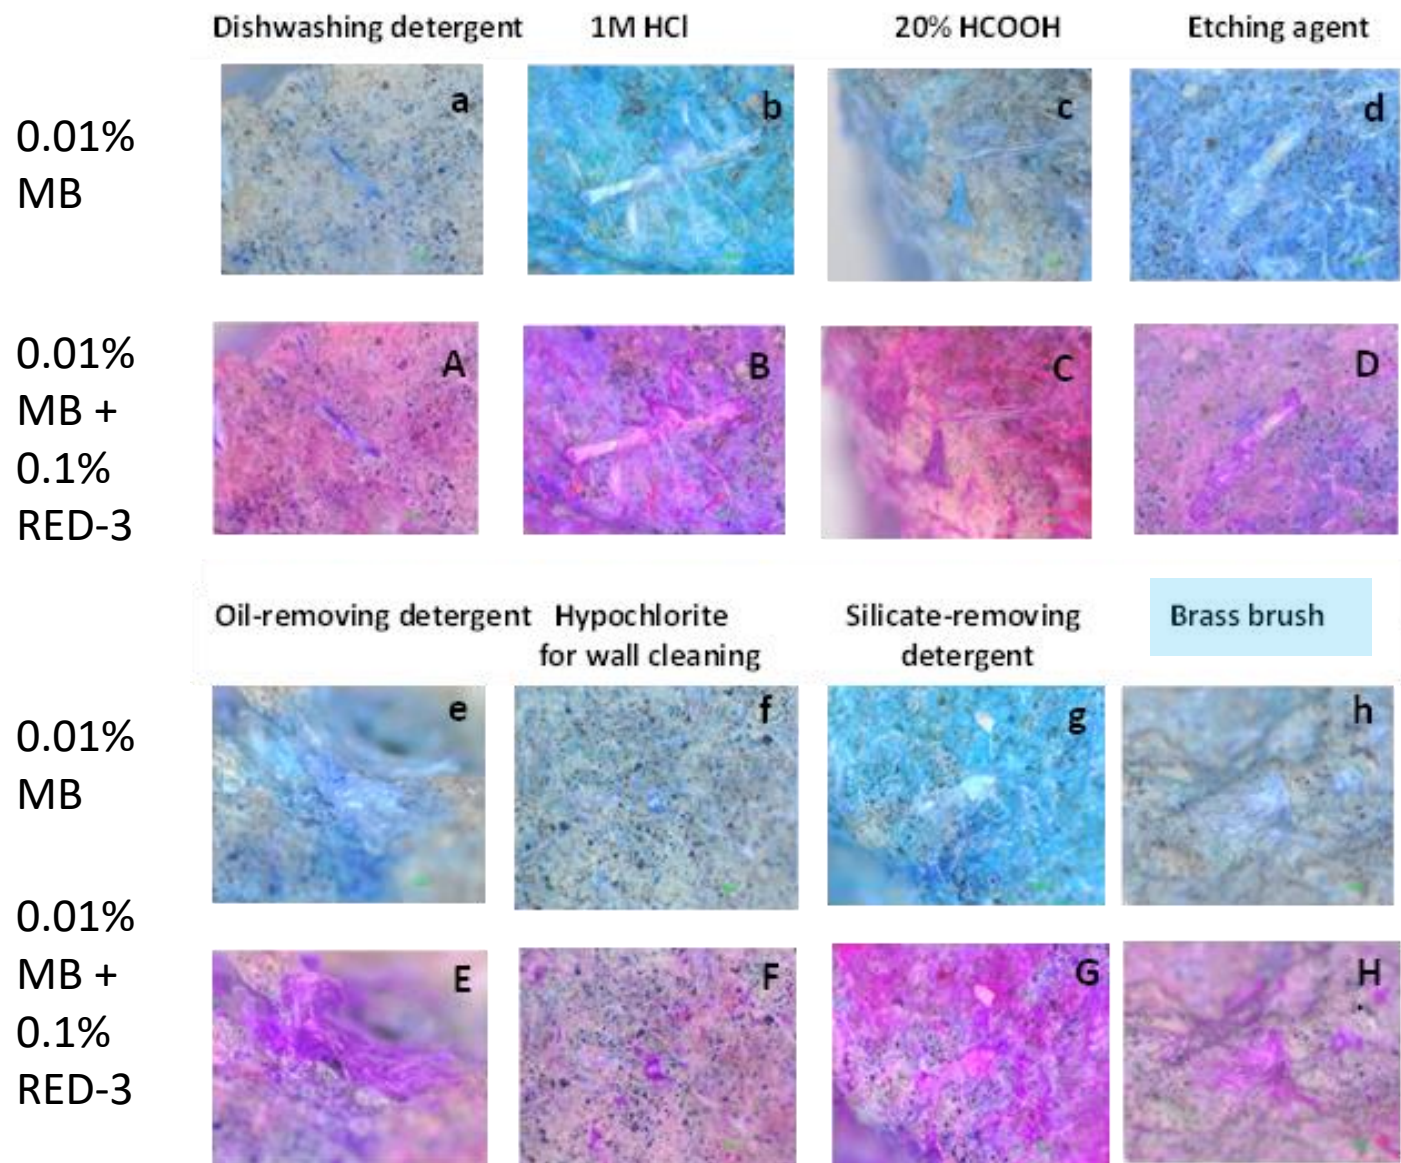 Dishwashing detergent 1M HCl 20% HCOOH Etching agent
0.01%
MB
a b c d
0.01%
MB +
0.1%
RED-3
A B C D
Oil-removing detergent Hypochlorite
for wall cleaning Silicate-removing
detergent Brass brush
0.01%
MB
e f g h
0.01%
MB +
0.1%
RED-3
E F G H